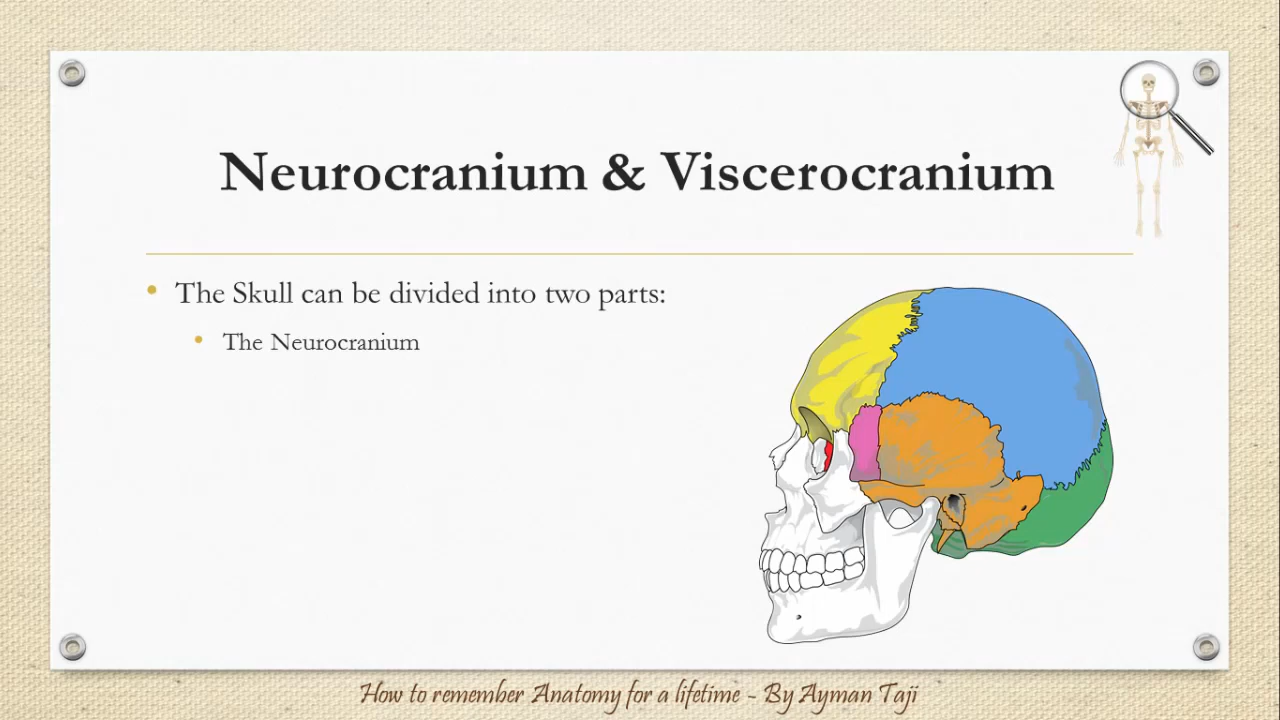 Neurocranium & Viscerocranium
The Skull can be divided into two parts:
The Neurocranium
How to remember Anatomy for a lifetime - By Ayman Taji